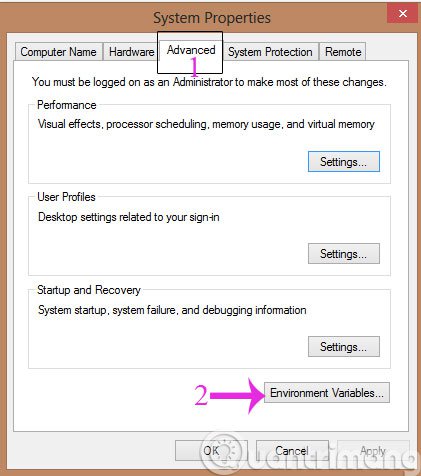 System Properties
Computer Name Hardware Advanced System Protection Remote
1
You must be logged on as an Administrator to make most of these changes.
Performance
Visual effects, processor scheduling, memory usage, and virtual memory
Settings...
User Profiles
Desktop settings related to your sign-in
Settings...
Startup and Recovery
System startup, system failure, and debugging information
Settings...
2 Environment Variables...
OK Cancel Apply
Quantrimang